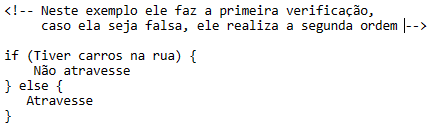 <!-- Neste exemplo ele faz a primeira verificação,
caso ela seja falsa, ele realiza a segunda ordem -->
if (Tiver carros na rua) {
Não atravesse
} else {
Atravesse
}